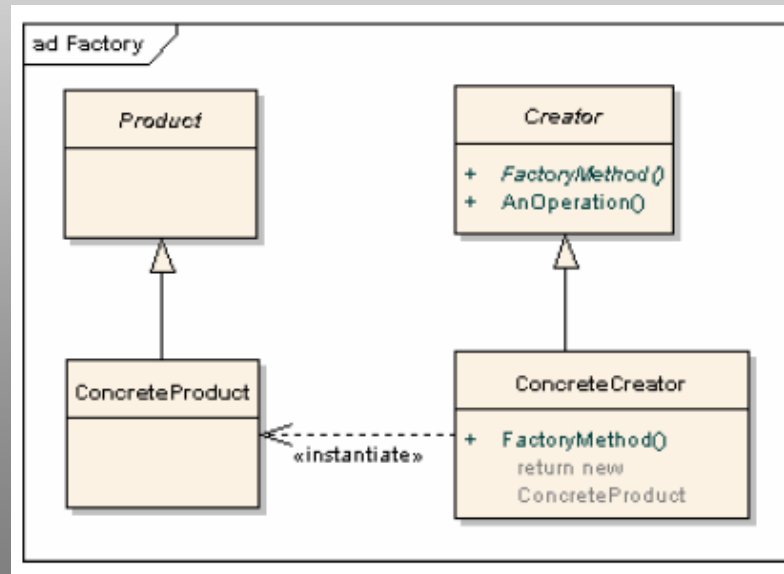 ad Factory
Product
Creator
+ FactoryMethod()
+ AnOperation()
ConcreteProduct
ConcreteCreator
«instantiate»
+ FactoryMethod()
return new
ConcreteProduct